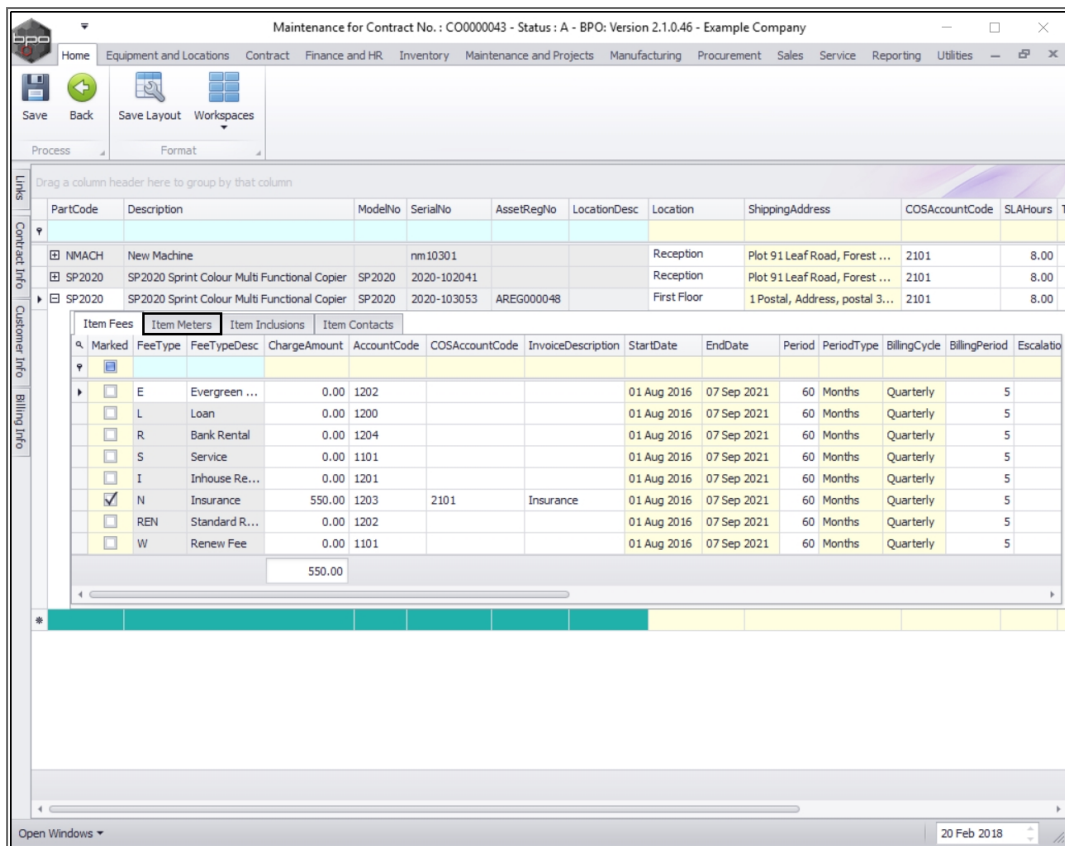 Maintenance for Contract No. : CO0000043 - Status : A - BPO: Version 2.1.0.46 - Example Company
bpo
Home Equipment and Locations Contract Finance and HR Inventory Maintenance and Projects Manufacturing Procurement Sales Service Reporting Utilities
Save Back Save Layout Workspaces
Process Format
Links
Contract Info
Customer Info
Billing Info
Drag a column header here to group by that column
PartCode Description ModelNo SerialNo AssetRegNo LocationDesc Location ShippingAddress COSAccountCode SLAHours T
NMACH New Machine nm10301 Reception Plot 91 Leaf Road, Forest ... 2101 8.00
SP2020 SP2020 Sprint Colour Multi Functional Copier SP2020 2020-102041 Reception Plot 91 Leaf Road, Forest ... 2101 8.00
SP2020 SP2020 Sprint Colour Multi Functional Copier SP2020 2020-103053 AREG000048 First Floor 1 Postal, Address, postal 3... 2101 8.00
Item Fees Item Meters Item Inclusions Item Contacts
Marked FeeType FeeTypeDesc ChargeAmount AccountCode COSAccountCode InvoiceDescription StartDate EndDate Period PeriodType BillingCycle BillingPeriod Escalatio
E Evergreen ... 0.00 1202 01 Aug 2016 07 Sep 2021 60 Months Quarterly 5
L Loan 0.00 1200 01 Aug 2016 07 Sep 2021 60 Months Quarterly 5
R Bank Rental 0.00 1204 01 Aug 2016 07 Sep 2021 60 Months Quarterly 5
S Service 0.00 1101 01 Aug 2016 07 Sep 2021 60 Months Quarterly 5
I Inhouse Re... 0.00 1201 01 Aug 2016 07 Sep 2021 60 Months Quarterly 5
N Insurance 550.00 1203 2101 Insurance 01 Aug 2016 07 Sep 2021 60 Months Quarterly 5
REN Standard R... 0.00 1202 01 Aug 2016 07 Sep 2021 60 Months Quarterly 5
W Renew Fee 0.00 1101 01 Aug 2016 07 Sep 2021 60 Months Quarterly 5
550.00
Open Windows 20 Feb 2018